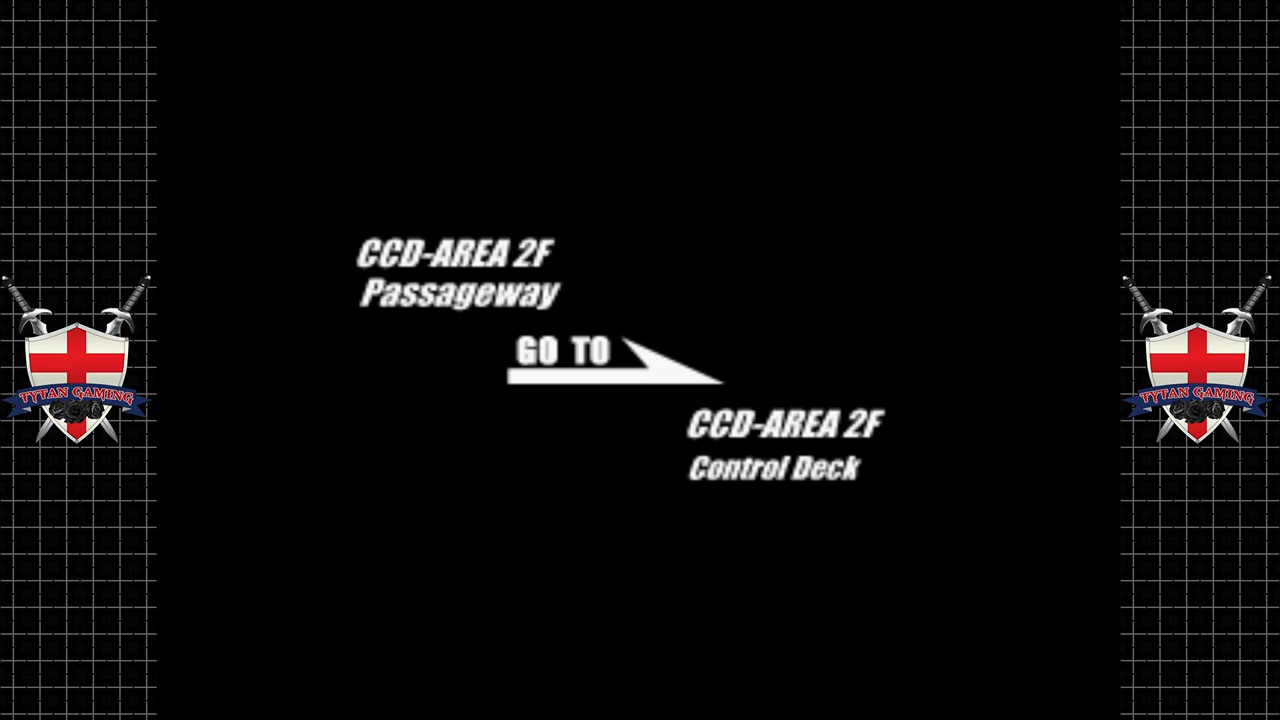 CCD-AREA 2F
Passageway
GO TO
CCD-AREA 2F
Control Deck
TYTAN GAMING
TYTAN GAMING